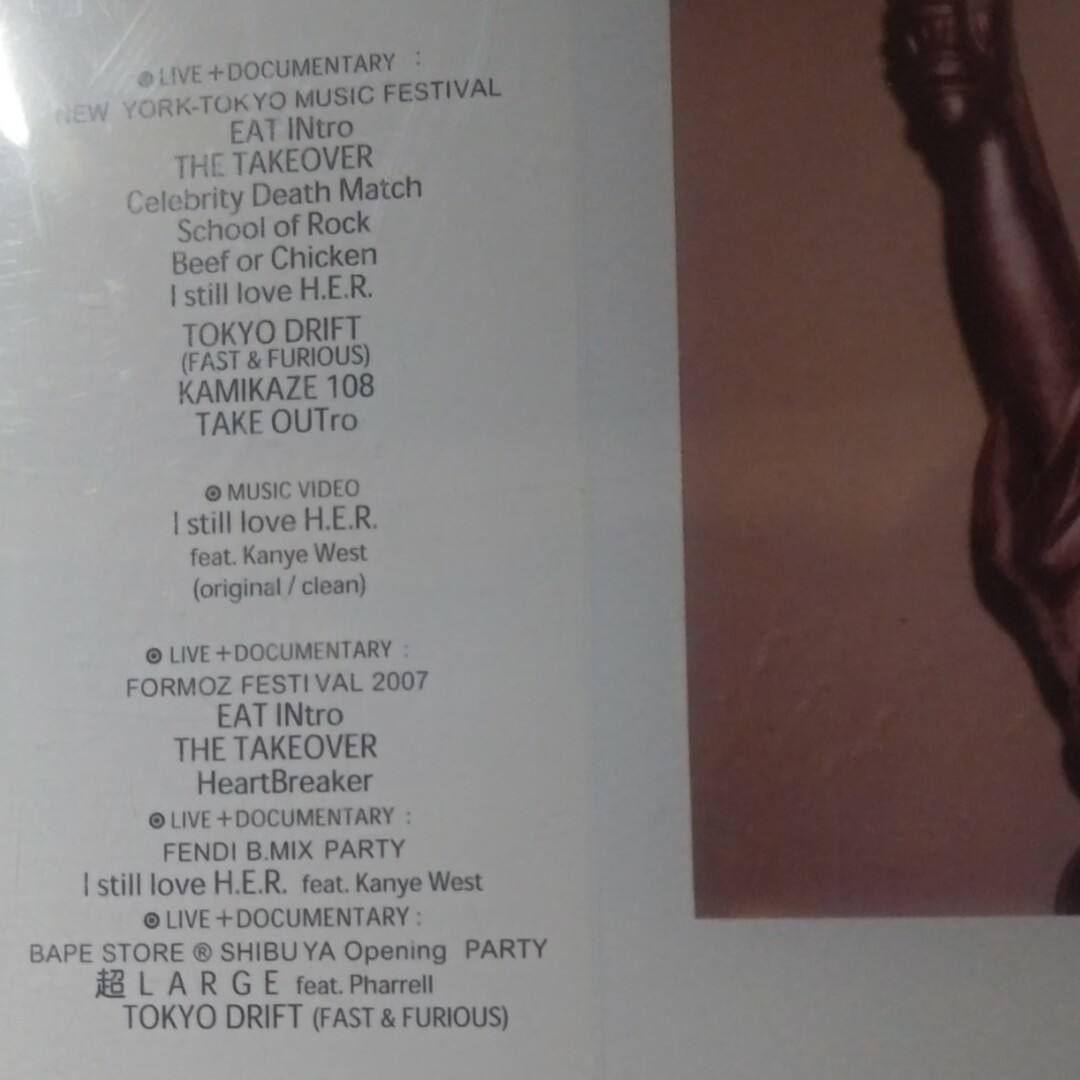 ◎ LIVE+DOCUMENTARY :
NEW YORK-TOKYO MUSIC FESTIVAL
EAT INtro
THE TAKEOVER
Celebrity Death Match
School of Rock
Beef or Chicken
I still love H.E.R.
TOKYO DRIFT
(FAST & FURIOUS)
KAMIKAZE 108
TAKE OUTro
◎ MUSIC VIDEO
I still love H.E.R.
feat. Kanye West
(original / clean)
◎ LIVE+DOCUMENTARY :
FORMOZ FESTIVAL 2007
EAT INtro
THE TAKEOVER
HeartBreaker
◎ LIVE+DOCUMENTARY :
FENDI B.MIX PARTY
I still love H.E.R. feat. Kanye West
◎ LIVE+DOCUMENTARY :
BAPE STORE ® SHIBUYA Opening PARTY
超 L A R G E feat. Pharrell
TOKYO DRIFT (FAST & FURIOUS)